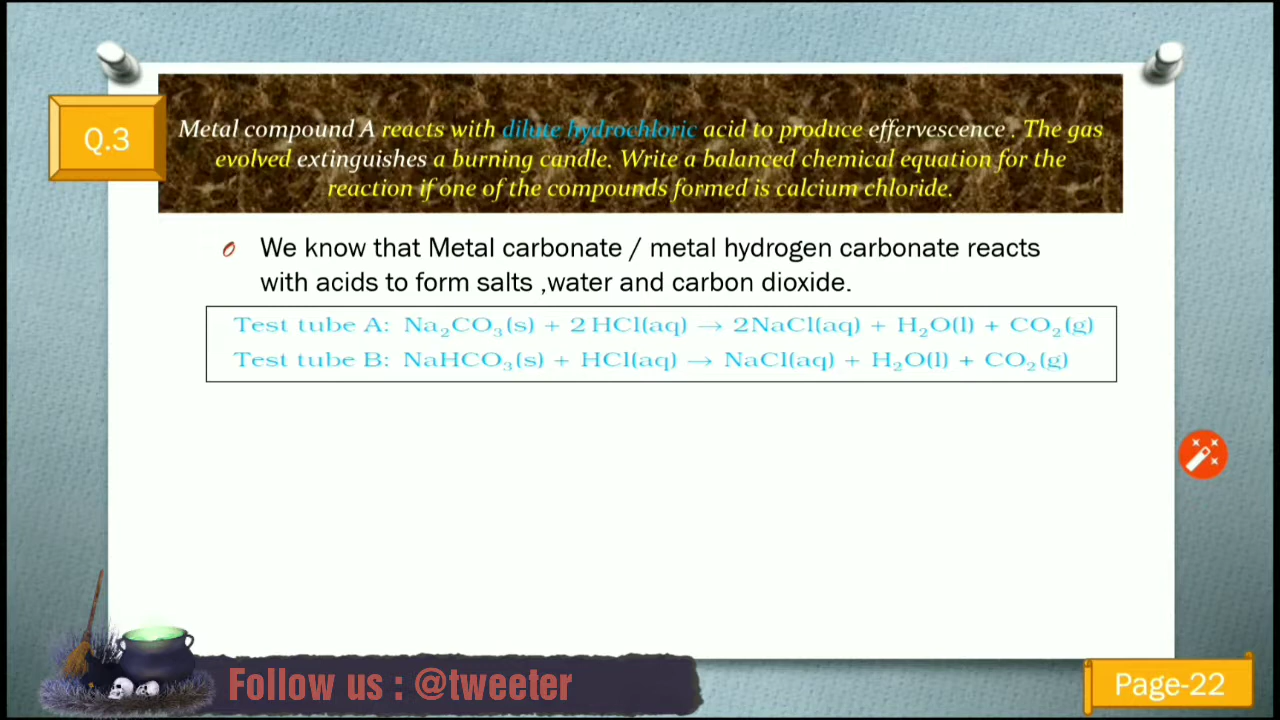 Q.3
Metal compound A reacts with dilute hydrochloric acid to produce effervescence . The gas
evolved extinguishes a burning candle. Write a balanced chemical equation for the
reaction if one of the compounds formed is calcium chloride.
We know that Metal carbonate / metal hydrogen carbonate reacts
with acids to form salts ,water and carbon dioxide.
Test tube A: Na₂CO₃(s) + 2 HCl(aq) → 2NaCl(aq) + H₂O(l) + CO₂(g)
Test tube B: NaHCO₃(s) + HCl(aq) → NaCl(aq) + H₂O(l) + CO₂(g)
Follow us : @tweeter
Page-22